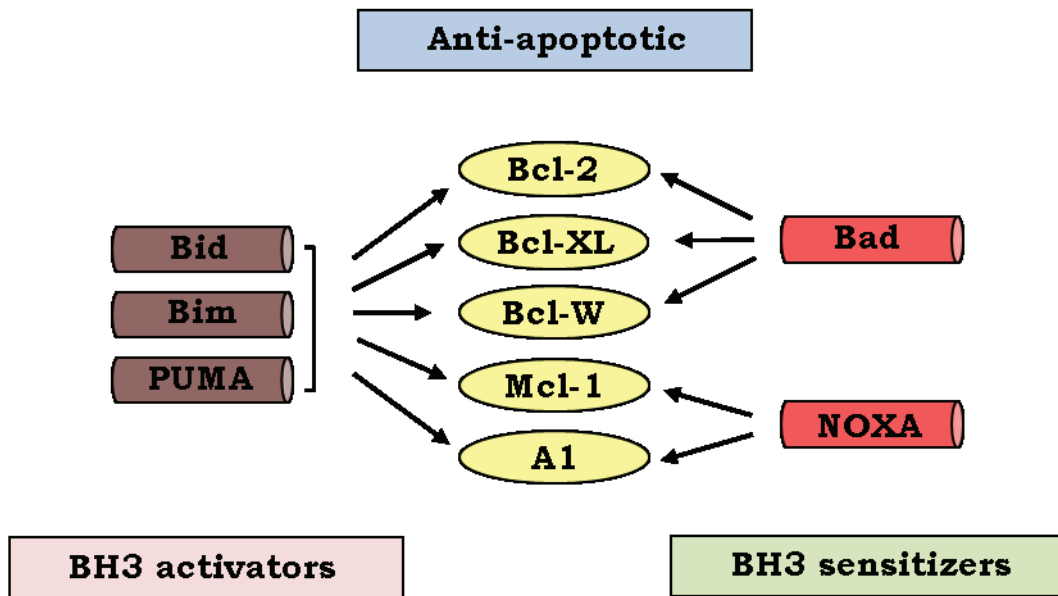 Anti-apoptotic
Bcl-2
Bid
Bcl-XL
Bad
Bim
Bcl-W
PUMA
Mcl-1
NOXA
A1
BH3 activators
BH3 sensitizers